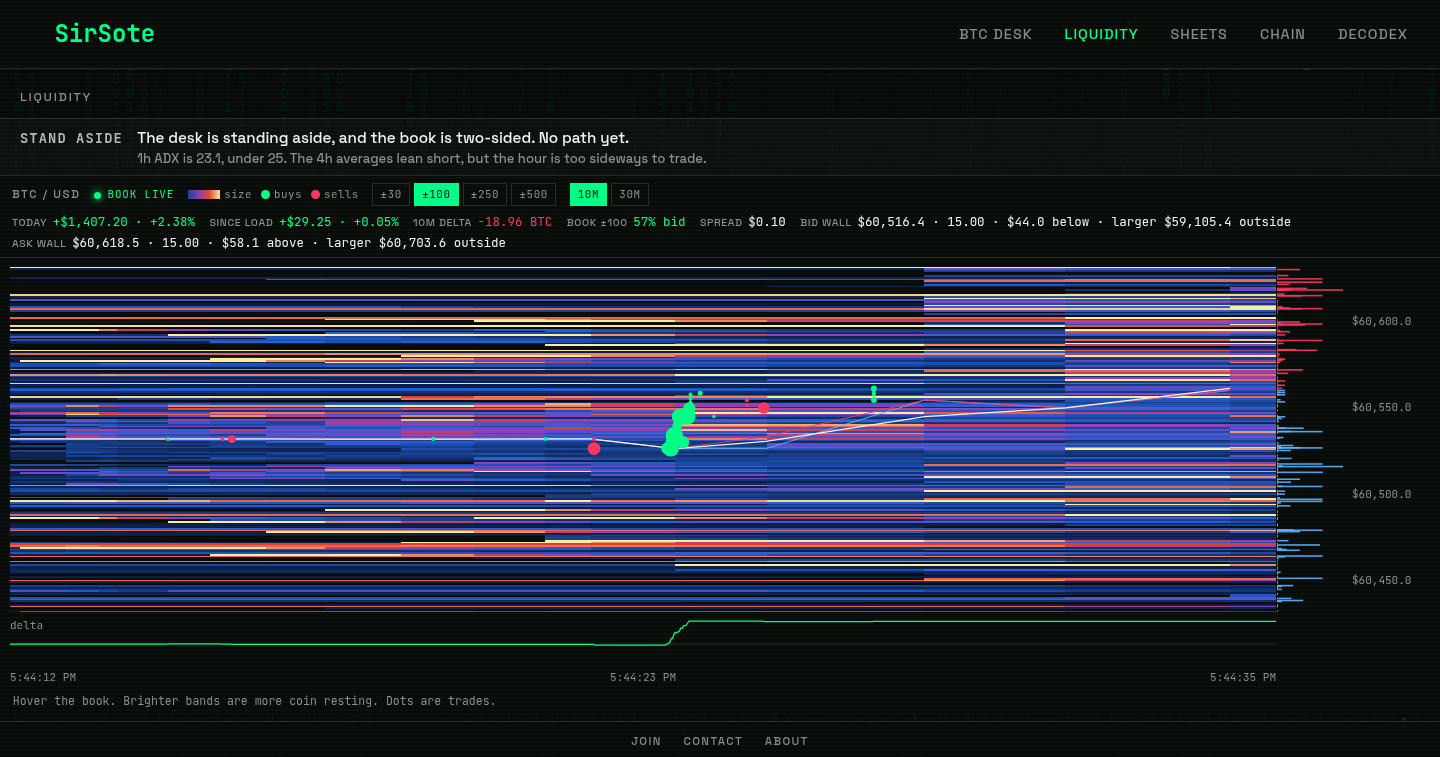 SirSote
BTC DESK LIQUIDITY SHEETS CHAIN DECODEX
LIQUIDITY
STAND ASIDE The desk is standing aside, and the book is two-sided. No path yet.
1h ADX is 23.1, under 25. The 4h averages lean short, but the hour is too sideways to trade.
BTC / USD BOOK LIVE size buys sells ±30 ±100 ±250 ±500 10M 30M
TODAY +$1,407.20 · +2.38% SINCE LOAD +$29.25 · +0.05% 10M DELTA -18.96 BTC BOOK ±100 57% bid SPREAD $0.10 BID WALL $60,516.4 · 15.00 · $44.0 below · larger $59,105.4 outside
ASK WALL $60,618.5 · 15.00 · $58.1 above · larger $60,703.6 outside
$60,600.0
$60,550.0
$60,500.0
$60,450.0
delta
5:44:12 PM 5:44:23 PM 5:44:35 PM
Hover the book. Brighter bands are more coin resting. Dots are trades.
JOIN CONTACT ABOUT